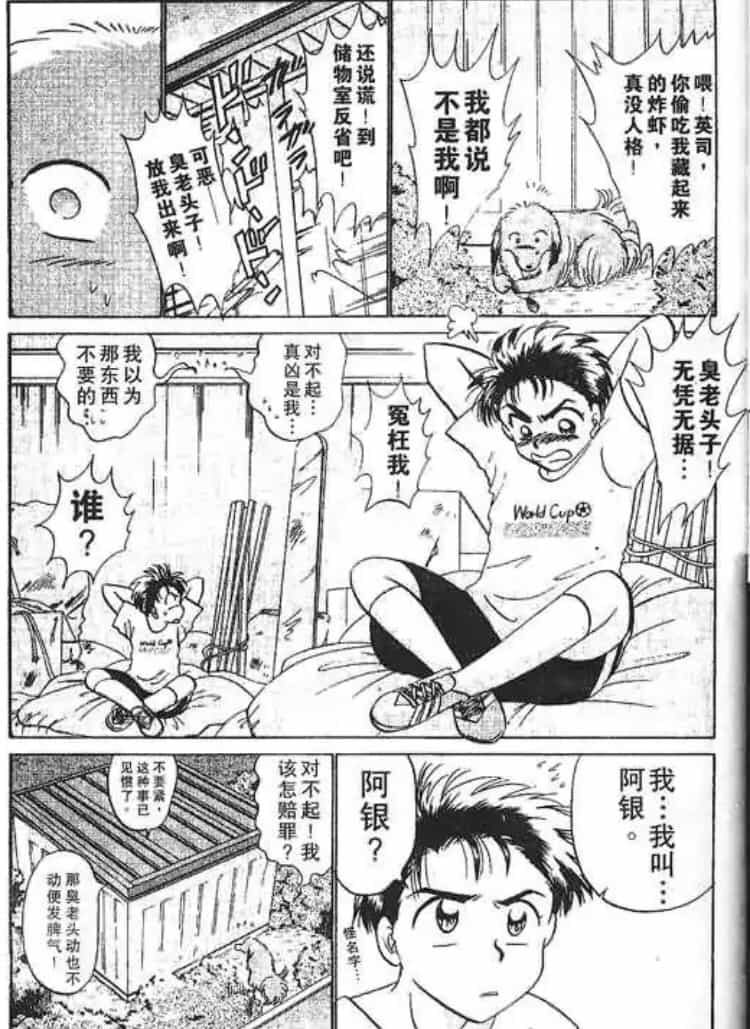 喂！英司，
你偷吃我藏起来
的炸虾，
真没人格！
我都说
不是我啊！
还说谎！到
储物室反省吧！
可恶
臭老头子！
放我出来啊！
臭老头子！
无凭无据…
冤枉我！
对不起…
真凶是我…
我以为
那东西
不要的
谁？
World Cup
World Cup
我…我叫…
阿银。
阿银？
怪名字…
对不起！我
该怎赔罪？
不要紧，
这种事已
见惯了。
那臭老头动也不
动便发脾气！